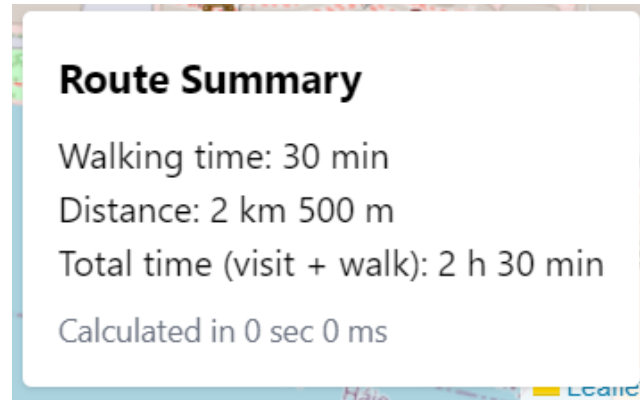 Route Summary
Walking time: 30 min
Distance: 2 km 500 m
Total time (visit + walk): 2 h 30 min
Calculated in 0 sec 0 ms